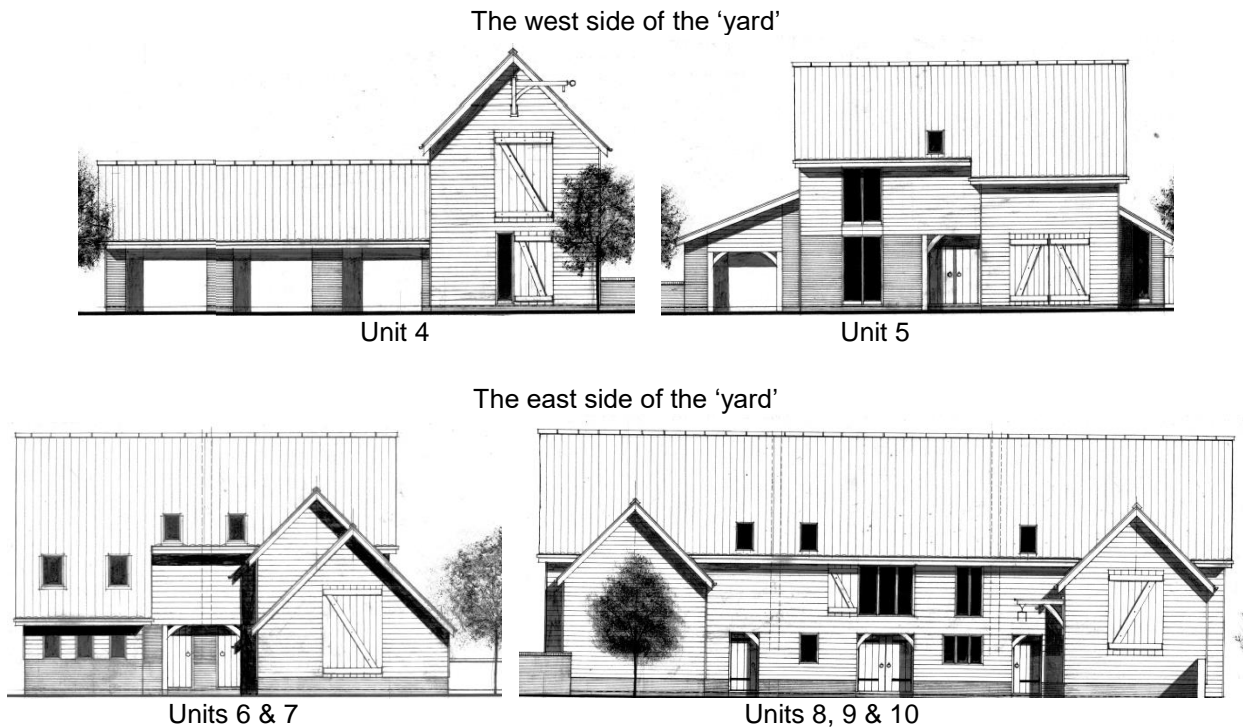 The west side of the ‘yard’
Unit 4
Unit 5
The east side of the ‘yard’
Units 6 & 7
Units 8, 9 & 10